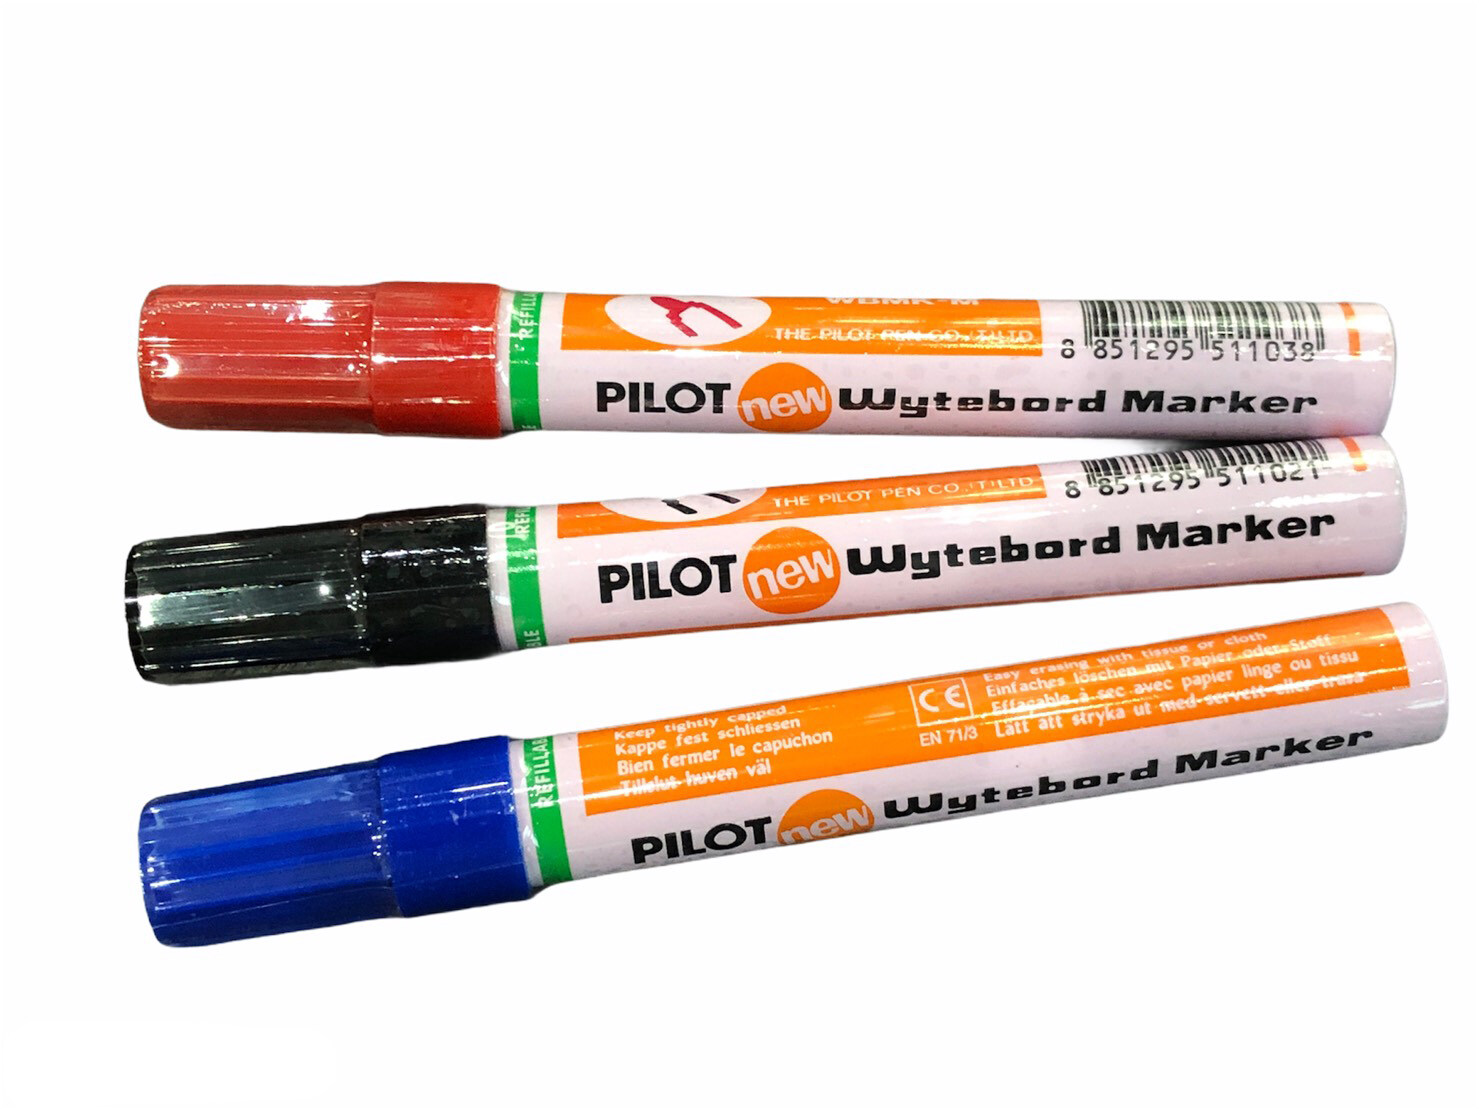 REFILLA
WBMK-M
THE PILOT PEN CO.,(T)LTD
8 851295 511038
PILOT new Wytebord Marker
THE PILOT PEN CO.,(T)LTD
8 851295 511021
PILOT new Wytebord Marker
REFILLAB
Keep tightly capped
Kappe fest schliessen
Bien fermer le capuchon
Tillslut huven väl
CE
EN 71/3
Easy erasing with tissue or cloth
Einfaches löschen mit Papier oder Stoff
Effaçable à sec avec papier linge ou tissu
Lätt att stryka ut med servett eller trasa
PILOT new Wytebord Marker